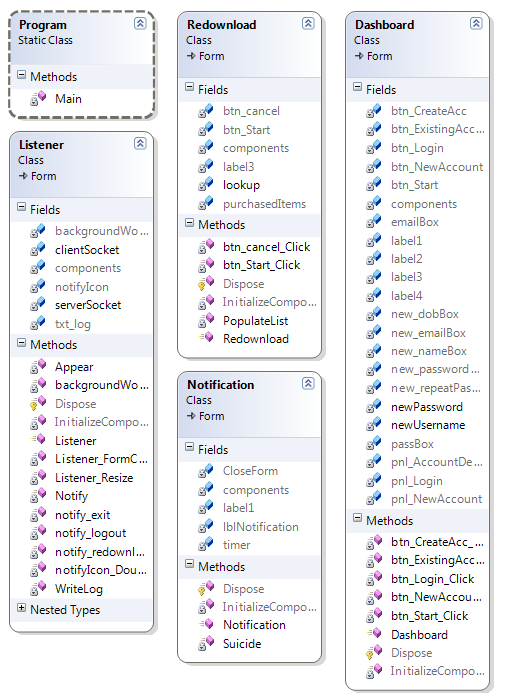 Program
Static Class
Methods
Main
Listener
Class
Form
Fields
backgroundWo...
clientSocket
components
notifyIcon
serverSocket
txt_log
Methods
Appear
backgroundWo...
Dispose
InitializeCompo...
Listener
Listener_FormC...
Listener_Resize
Notify
notify_exit
notify_logout
notify_redownl...
notifyIcon_Dou...
WriteLog
Nested Types
Redownload
Class
Form
Fields
btn_cancel
btn_Start
components
label3
lookup
purchasedItems
Methods
btn_cancel_Click
btn_Start_Click
Dispose
InitializeCompo...
PopulateList
Redownload
Notification
Class
Form
Fields
CloseForm
components
label1
lblNotification
timer
Methods
Dispose
InitializeCompo...
Notification
Suicide
Dashboard
Class
Form
Fields
btn_CreateAcc
btn_ExistingAcc...
btn_Login
btn_NewAccount
btn_Start
components
emailBox
label1
label2
label3
label4
new_dobBox
new_emailBox
new_nameBox
new_password...
new_repeatPas...
newPassword
newUsername
passBox
pnl_AccountDe...
pnl_Login
pnl_NewAccount
Methods
btn_CreateAcc_...
btn_ExistingAcc...
btn_Login_Click
btn_NewAccou...
btn_Start_Click
Dashboard
Dispose
InitializeCompo...